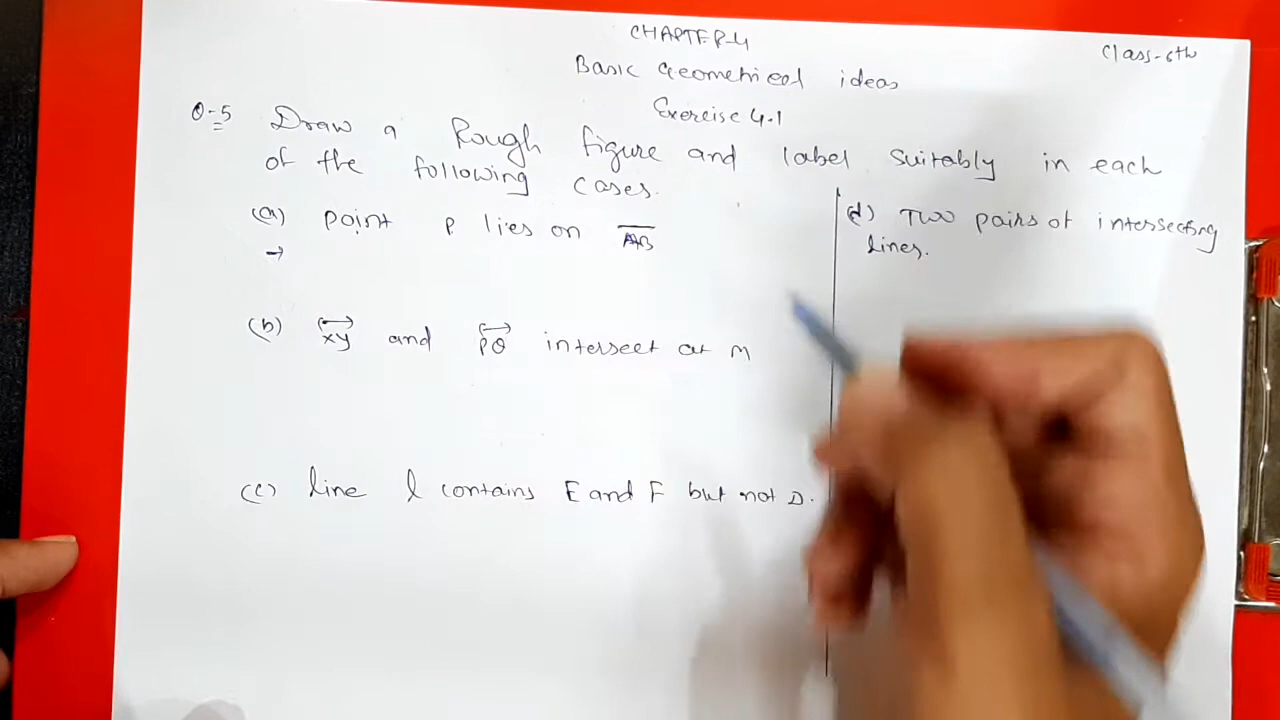 CHAPTER-4
Class-6th
Basic Geometrical ideas
Exercise 4.1
Q-5 Draw a Rough figure and label suitably in each
of the following cases.
(a) point P lies on AB
→
(b) XY and PQ intersect at M
(c) line l contains E and F but not D.
(d) Two pairs of intersecting
lines.